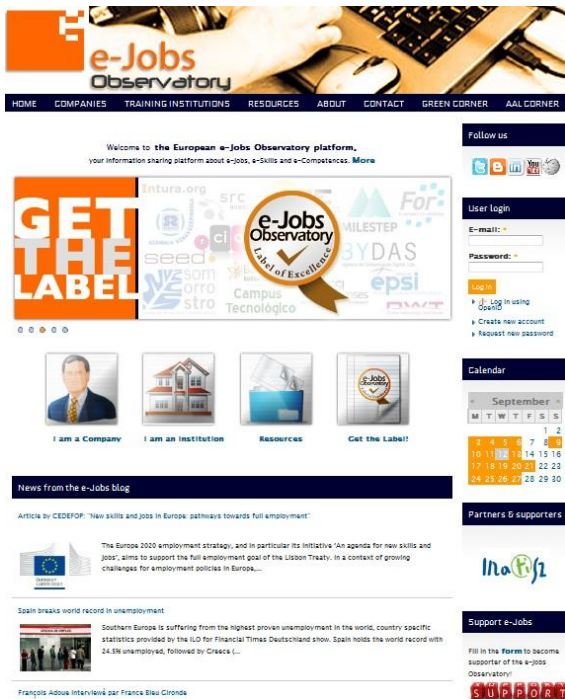 e-Jobs
Observatory
HOME COMPANIES TRAINING INSTITUTIONS RESOURCES ABOUT CONTACT GREEN CORNER AAL CORNER
Welcome to the European e-Jobs Observatory platform,
your information sharing platform about e-Jobs, e-Skills and e-Competences. More
GET
THE
LABEL
Intura.org
src
For
seed
ci
MILESTEP
BYDAS
som
orro
stro
Campus
Tecnológico
epsi
e-Jobs
Observatory
Label of Excellence
I am a Company
I am an Institution
Resources
Get the Label!
News from the e-Jobs blog
Article by CEDEFOP: "New skills and jobs in Europe: pathways towards full employment"
The Europe 2020 employment strategy, and in particular its initiative 'An agenda for new skills and
jobs', aims to support the full employment goal of the Lisbon Treaty. In a context of growing
challenges for employment policies in Europe,...
Spain breaks world record in unemployment
Southern Europe is suffering from the highest proven unemployment in the world, country specific
statistics provided by the ILO for Financial Times Deutschland show. Spain holds the world record with
24.5% unemployed, followed by Greece (...
François Adoue interviewé par France Bleu Gironde
Follow us
You
User login
E-mail: *
Password: *
Log in
Log in using
OpenID
Create new account
Request new password
Calendar
« September »
M T W T F S S
1 2
3 4 5 6 7 8 9
10 11 12 13 14 15 16
17 18 19 20 21 22 23
24 25 26 27 28 29 30
Partners & supporters
Support e-Jobs
Fill in the form to become
supporter of the e-Jobs
Observatory!
SUPPORT